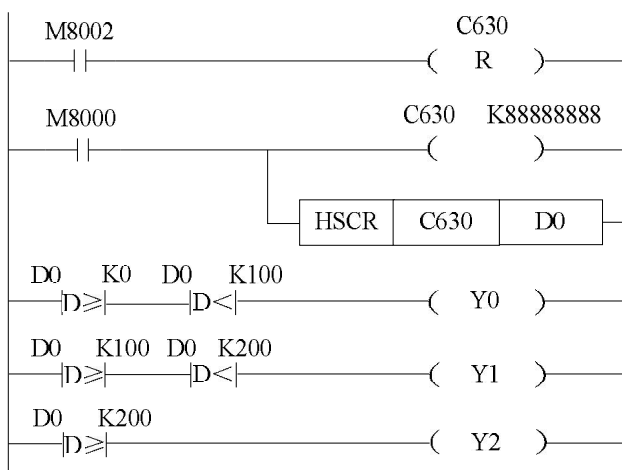 C630
M8002
R
M8000
C630 K88888888
HSCR C630 D0
D0 K0 D0 K100
D≥ D< Y0
D0 K100 D0 K200
D≥ D< Y1
D0 K200
D≥ Y2